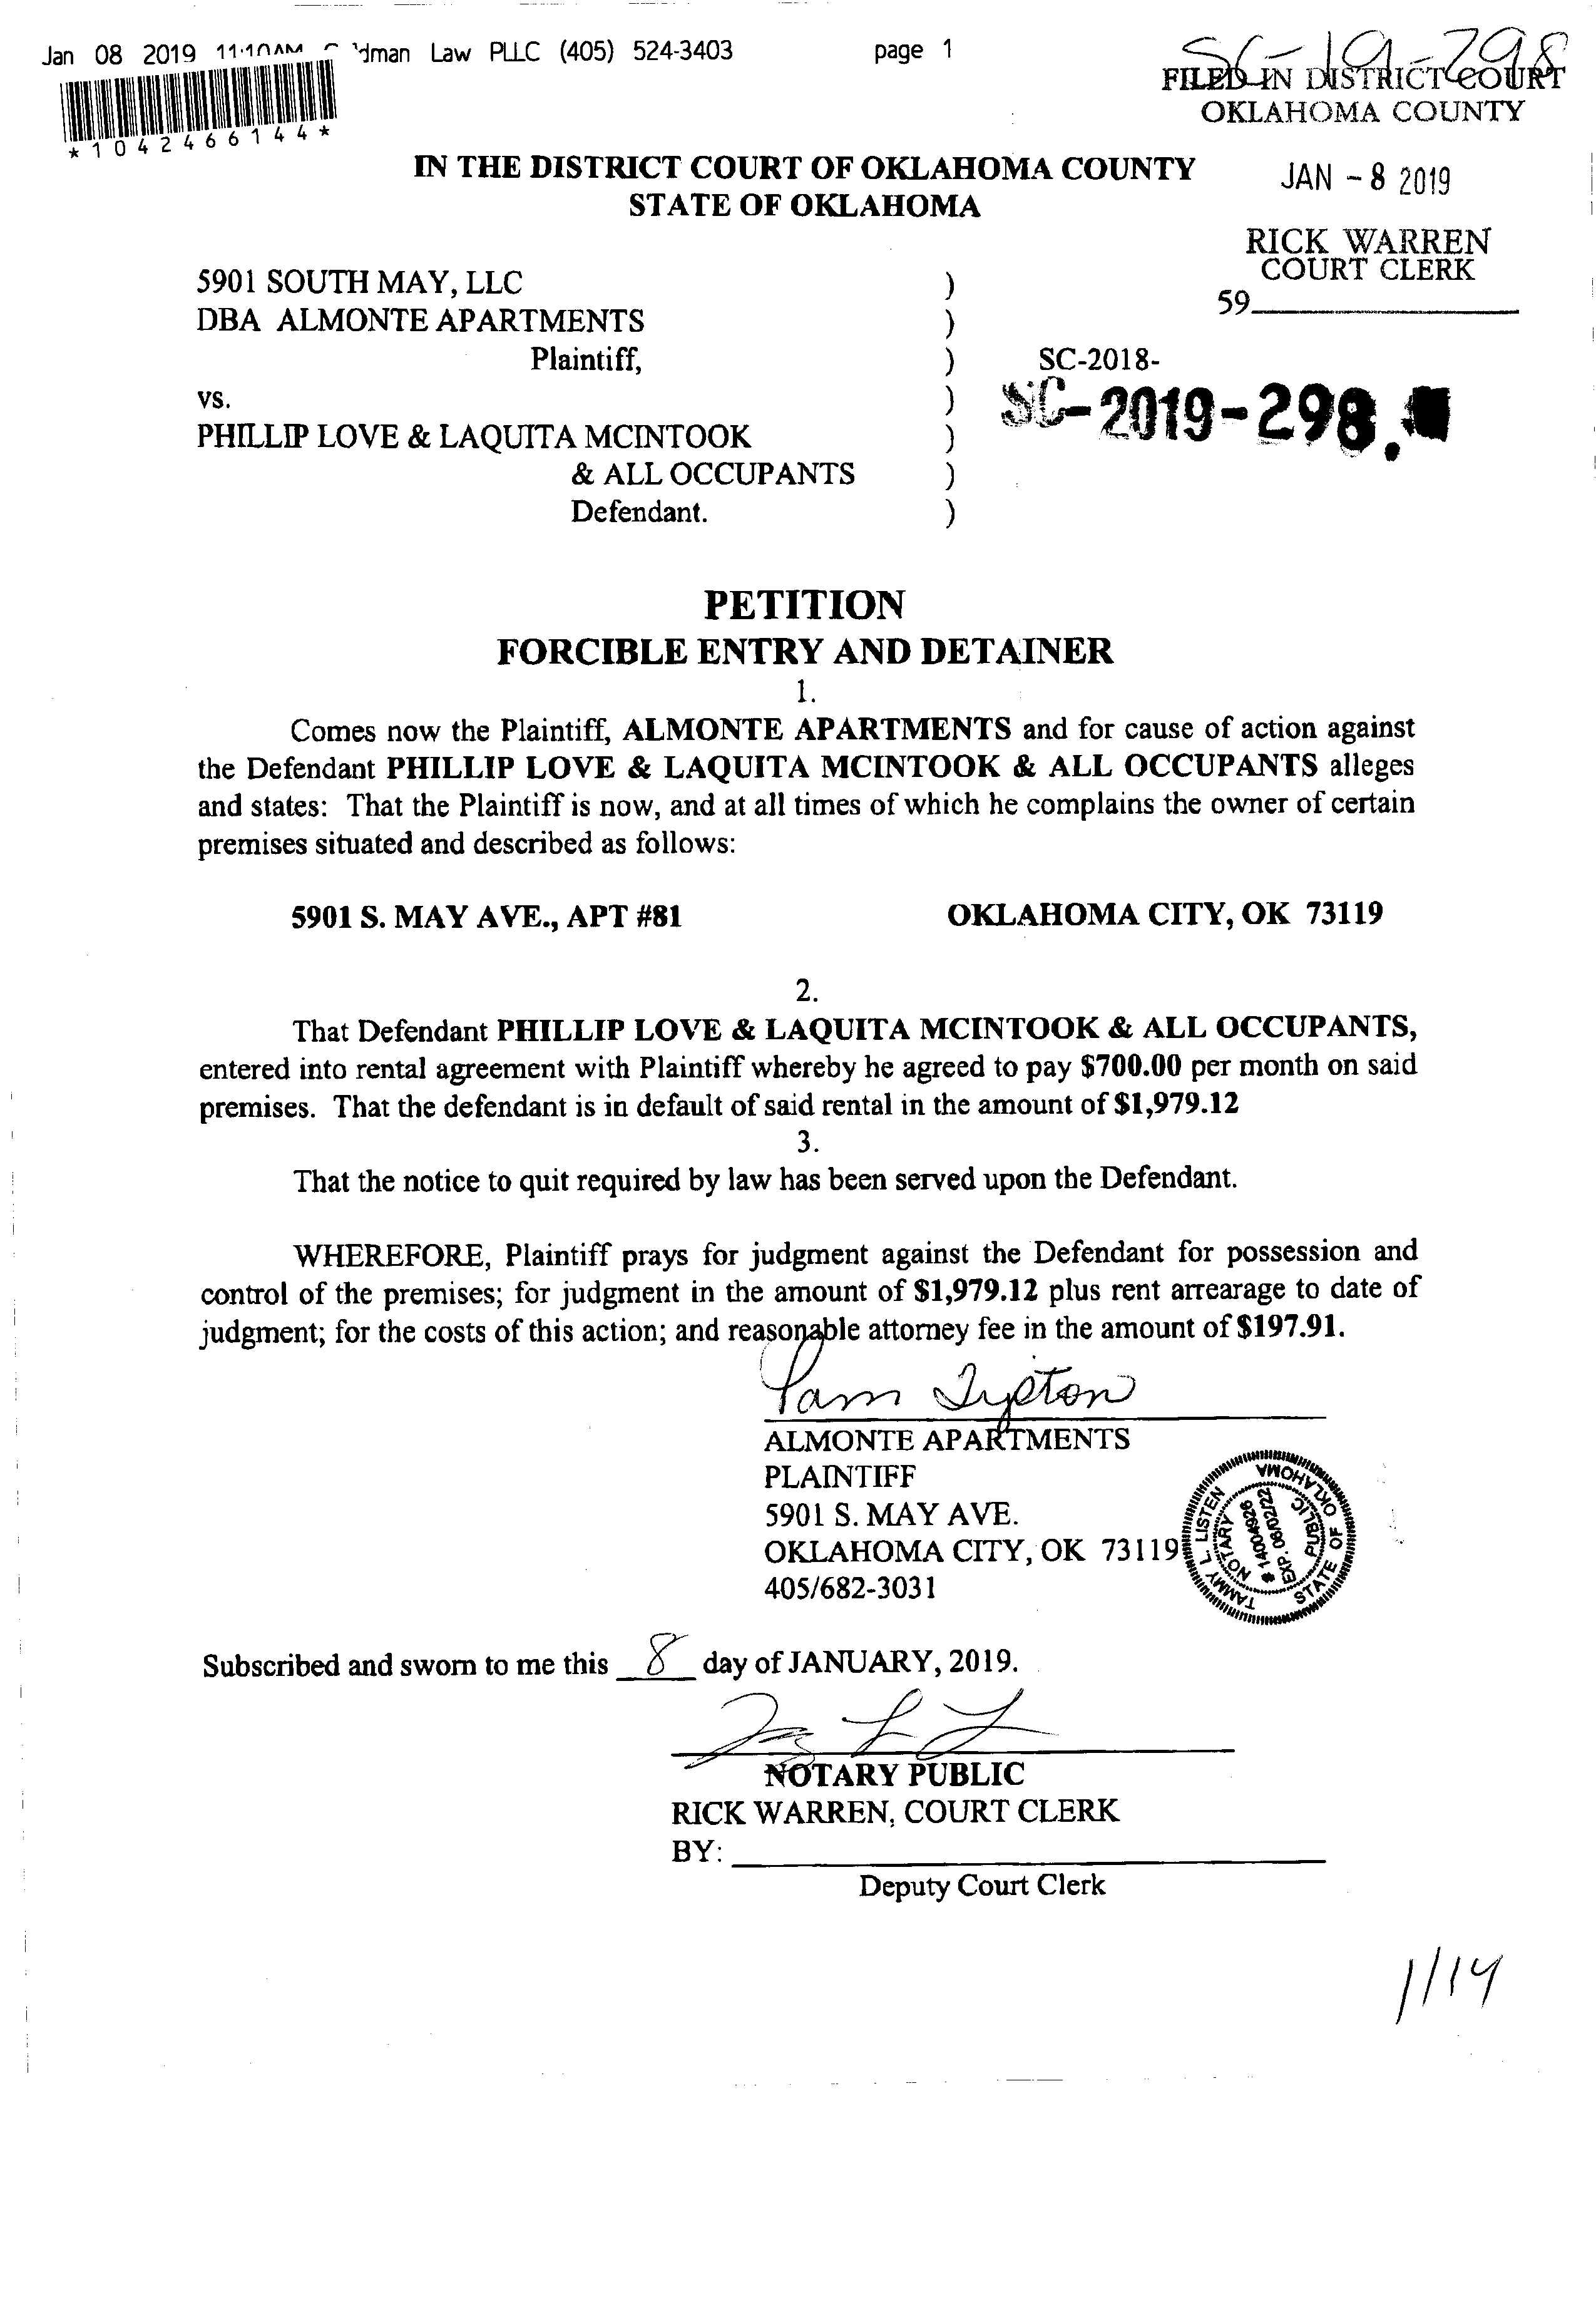 Jan 08 2019 11:10AM dman Law PLLC (405) 524-3403 page 1
SC-19-298
FILED IN DISTRICT COURT
OKLAHOMA COUNTY
*1042466144*
IN THE DISTRICT COURT OF OKLAHOMA COUNTY
STATE OF OKLAHOMA
JAN - 8 2019
RICK WARREN
COURT CLERK
59
5901 SOUTH MAY, LLC )
DBA ALMONTE APARTMENTS )
Plaintiff, ) SC-2018-
vs. ) SC-2019-298
PHILLIP LOVE & LAQUITA MCINTOOK )
& ALL OCCUPANTS )
Defendant. )
PETITION
FORCIBLE ENTRY AND DETAINER
1.
Comes now the Plaintiff, ALMONTE APARTMENTS and for cause of action against
the Defendant PHILLIP LOVE & LAQUITA MCINTOOK & ALL OCCUPANTS alleges
and states: That the Plaintiff is now, and at all times of which he complains the owner of certain
premises situated and described as follows:
5901 S. MAY AVE., APT #81 OKLAHOMA CITY, OK 73119
2.
That Defendant PHILLIP LOVE & LAQUITA MCINTOOK & ALL OCCUPANTS,
entered into rental agreement with Plaintiff whereby he agreed to pay $700.00 per month on said
premises. That the defendant is in default of said rental in the amount of $1,979.12
3.
That the notice to quit required by law has been served upon the Defendant.
WHEREFORE, Plaintiff prays for judgment against the Defendant for possession and
control of the premises; for judgment in the amount of $1,979.12 plus rent arrearage to date of
judgment; for the costs of this action; and reasonable attorney fee in the amount of $197.91.
Pam Tipton
ALMONTE APARTMENTS
PLAINTIFF
5901 S. MAY AVE.
OKLAHOMA CITY, OK 73119
405/682-3031
TAMMY L. LISTEN
NOTARY PUBLIC
# 14004926
EXP. 06/02/22
STATE OF OKLAHOMA
Subscribed and sworn to me this 8 day of JANUARY, 2019.
NOTARY PUBLIC
RICK WARREN, COURT CLERK
BY:
Deputy Court Clerk
1/14